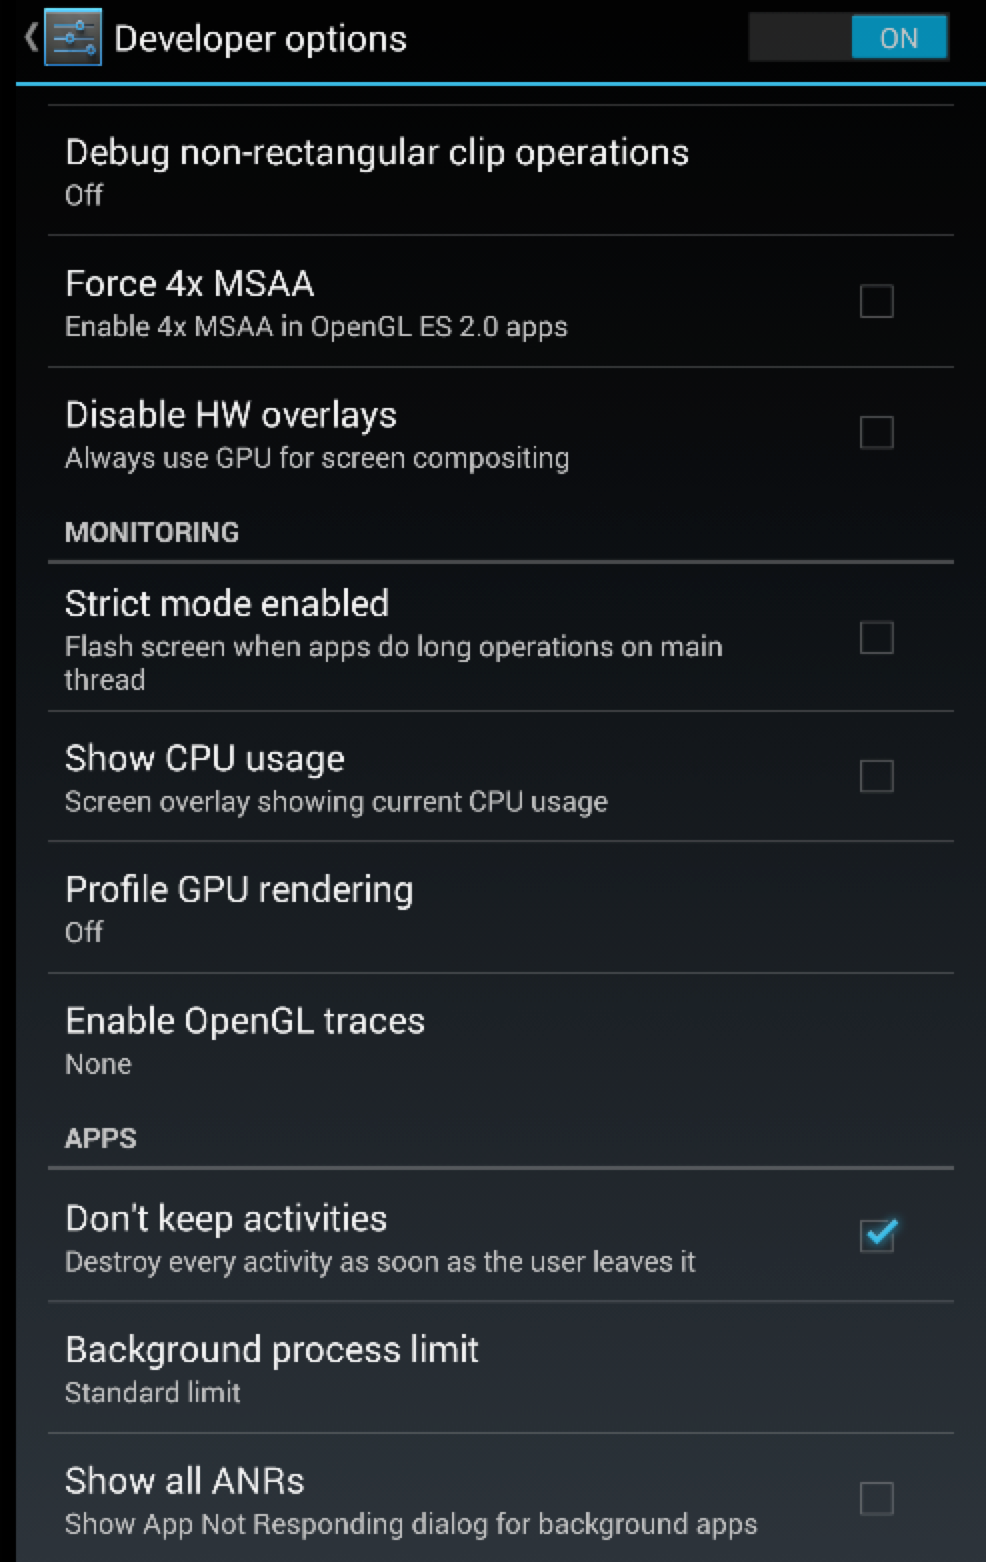 Developer options
ON
Debug non-rectangular clip operations
Off
Force 4x MSAA
Enable 4x MSAA in OpenGL ES 2.0 apps
Disable HW overlays
Always use GPU for screen compositing
MONITORING
Strict mode enabled
Flash screen when apps do long operations on main
thread
Show CPU usage
Screen overlay showing current CPU usage
Profile GPU rendering
Off
Enable OpenGL traces
None
APPS
Don't keep activities
Destroy every activity as soon as the user leaves it
Background process limit
Standard limit
Show all ANRs
Show App Not Responding dialog for background apps